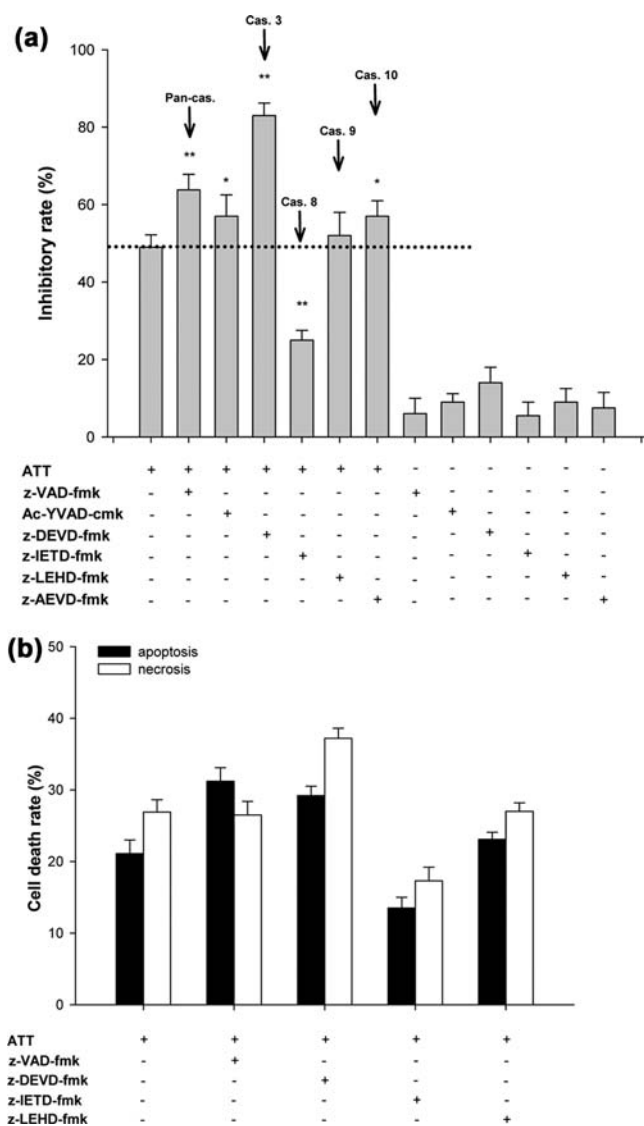 (a)
Cas. 3
Pan-cas.
Cas. 10
Cas. 9
Cas. 8
**
*
**
**
*
Inhibitory rate (%)
100
80
60
40
20
0
ATT + + + + + + + - - - - - -
z-VAD-fmk - + - - - - - + - - - - -
Ac-YVAD-cmk - - + - - - - - + - - - -
z-DEVD-fmk - - - + - - - - - + - - -
z-IETD-fmk - - - - + - - - - - + - -
z-LEHD-fmk - - - - - + - - - - - + -
z-AEVD-fmk - - - - - - + - - - - - +
(b)
apoptosis
necrosis
Cell death rate (%)
50
40
30
20
10
0
ATT + + + + +
z-VAD-fmk - + - - -
z-DEVD-fmk - - + - -
z-IETD-fmk - - - + -
z-LEHD-fmk - - - - +